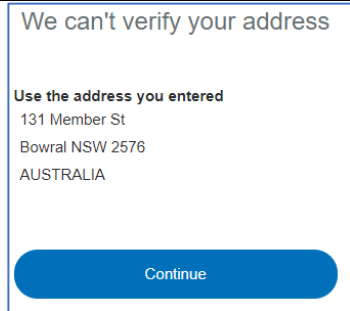 We can't verify your address
Use the address you entered
131 Member St
Bowral NSW 2576
AUSTRALIA
Continue